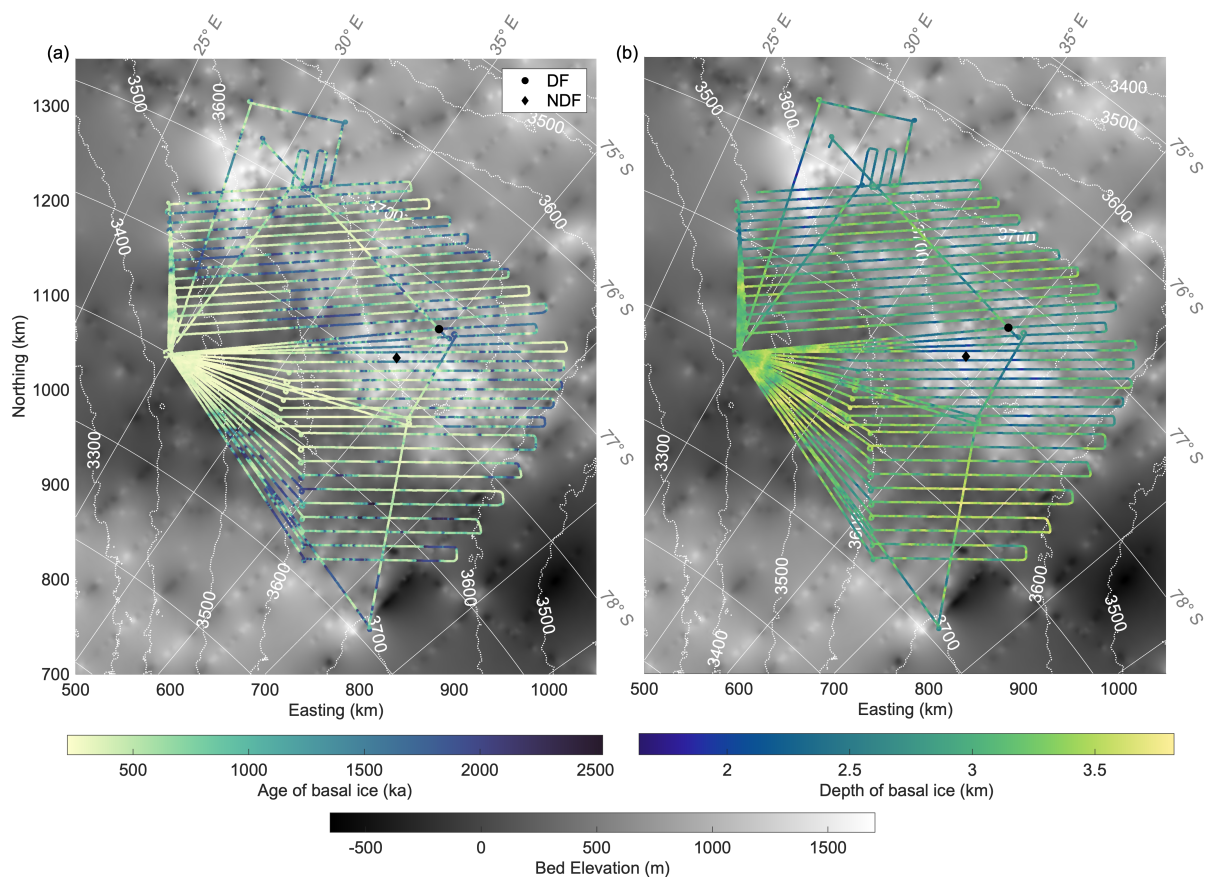 25° E
30° E
35° E
(a)
DF
NDF
3500
3600
3500
75° S
3600
3700
3400
76° S
3300
77° S
3600
3500
3600
3500
3700
78° S
1300
1200
1100
1000
900
800
700
Northing (km)
500 600 700 800 900 1000
Easting (km)
25° E
30° E
35° E
(b)
3400
3500
3500
3600
75° S
3600
3700
3700
76° S
3300
77° S
3600
3500
3600
3500
3400
3700
78° S
500 600 700 800 900 1000
Easting (km)
500 1000 1500 2000 2500
Age of basal ice (ka)
2 2.5 3 3.5
Depth of basal ice (km)
-500 0 500 1000 1500
Bed Elevation (m)